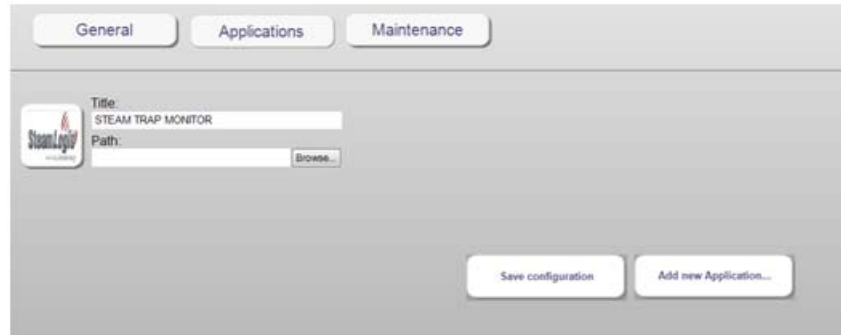 General
Applications
Maintenance
Title:
STEAM TRAP MONITOR
SteamLogic
Path:
Browse...
Save configuration
Add new Application...